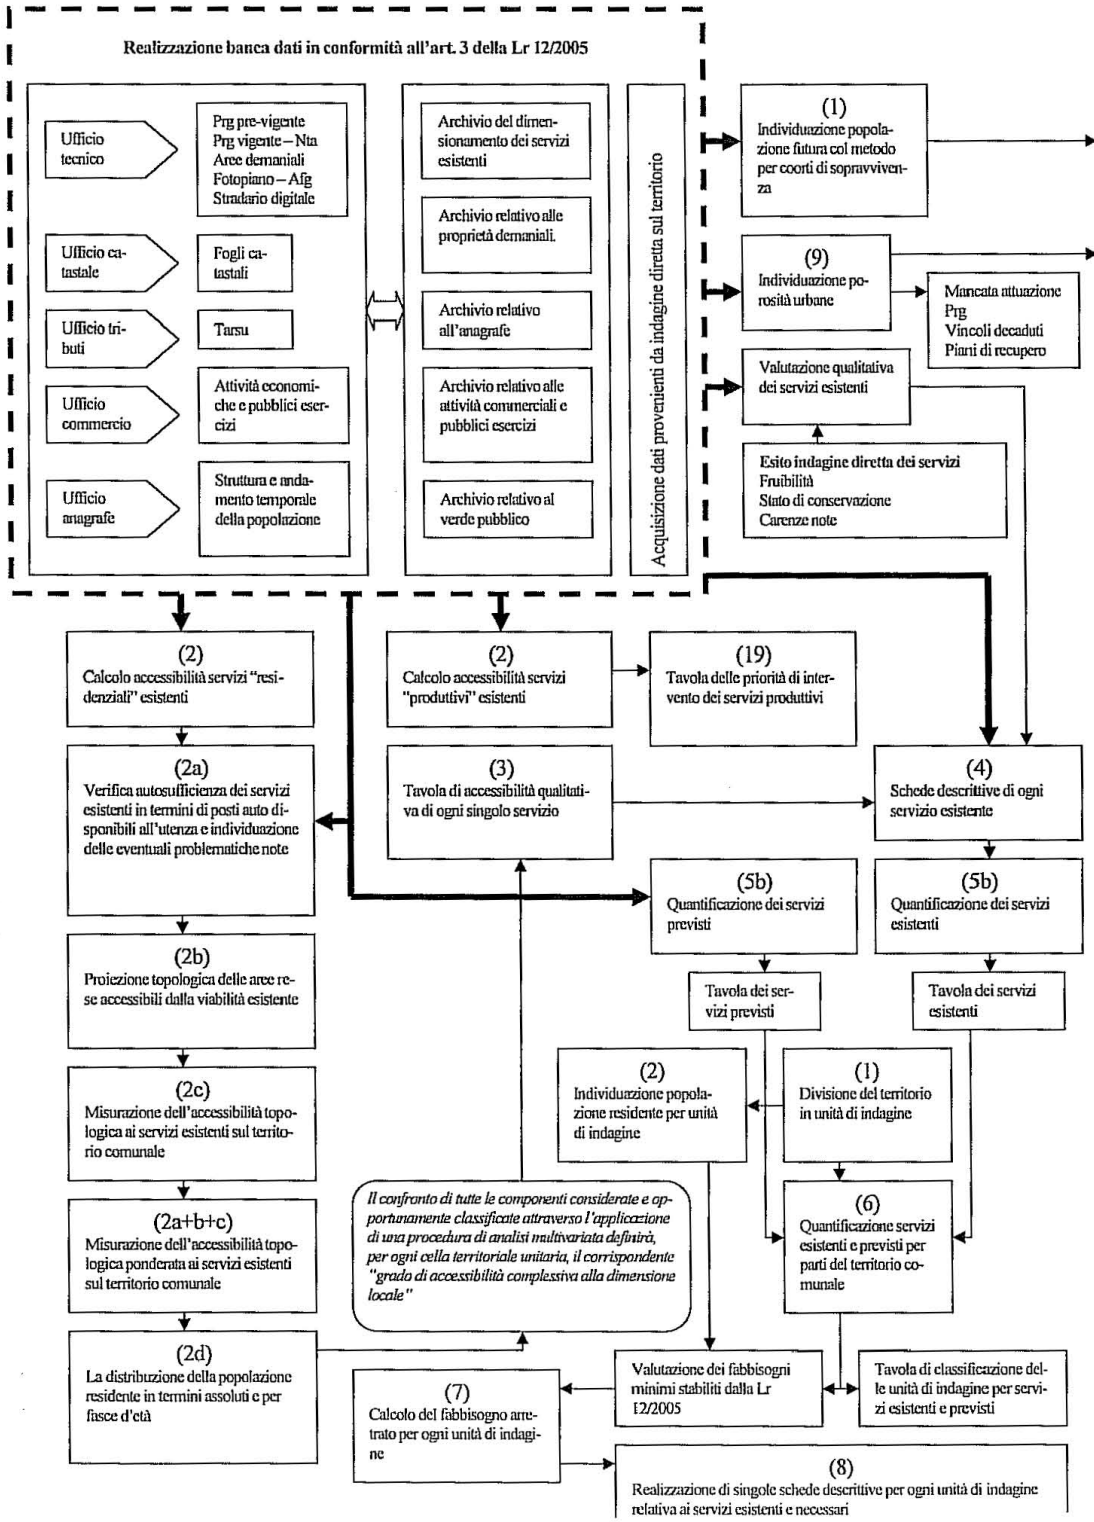 Realizzazione banca dati in conformità all'art. 3 della Lr 12/2005
Ufficio
tecnico
Prg pre-vigente
Prg vigente – Nta
Aree demaniali
Fotopiano – Afg
Stradario digitale
Ufficio ca-
tastale
Fogli ca-
tastali
Ufficio tri-
buti
Tarsu
Ufficio
commercio
Attività economi-
che e pubblici eser-
cizi
Ufficio
anagrafe
Struttura e anda-
mento temporale
della popolazione
Archivio del dimen-
sionamento dei servizi
esistenti
Archivio relativo alle
proprietà demaniali.
Archivio relativo
all'anagrafe
Archivio relativo alle
attività commerciali e
pubblici esercizi
Archivio relativo al
verde pubblico
Acquisizione dati provenienti da indagine diretta sul territorio
(1)
Individuazione popola-
zione futura col metodo
per coorti di sopravviven-
za
(9)
Individuazione po-
rosità urbane
Mancata attuazione
Prg
Vincoli decaduti
Piani di recupero
Valutazione qualitativa
dei servizi esistenti
Esito indagine diretta dei servizi
Fruibilità
Stato di conservazione
Carenze note
(2)
Calcolo accessibilità servizi "resi-
denziali" esistenti
(2)
Calcolo accessibilità servizi
"produttivi" esistenti
(19)
Tavola delle priorità di inter-
vento dei servizi produttivi
(2a)
Verifica autosufficienza dei servizi
esistenti in termini di posti auto di-
sponibili all'utenza e individuazione
delle eventuali problematiche note
(3)
Tavola di accessibilità qualitati-
va di ogni singolo servizio
(4)
Schede descrittive di ogni
servizio esistente
(5b)
Quantificazione dei servizi
previsti
(5b)
Quantificazione dei servizi
esistenti
(2b)
Proiezione topologica delle aree re-
se accessibili dalla viabilità esistente
Tavola dei ser-
vizi previsti
Tavola dei servizi
esistenti
(2c)
Misurazione dell'accessibilità topo-
logica ai servizi esistenti sul territo-
rio comunale
(2)
Individuazione popola-
zione residente per unità
di indagine
(1)
Divisione del territorio
in unità di indagine
(2a+b+c)
Misurazione dell'accessibilità topo-
logica ponderata ai servizi esistenti
sul territorio comunale
Il confronto di tutte le componenti considerate e op-
portunamente classificate attraverso l'applicazione
di una procedura di analisi multivariata definirà,
per ogni cella territoriale unitaria, il corrispondente
"grado di accessibilità complessiva alla dimensione
locale"
(6)
Quantificazione servizi
esistenti e previsti per
parti del territorio co-
munale
(2d)
La distribuzione della popolazione
residente in termini assoluti e per
fasce d'età
(7)
Calcolo del fabbisogno arre-
trato per ogni unità di indagi-
ne
Valutazione dei fabbisogni
minimi stabiliti dalla Lr
12/2005
Tavola di classificazione del-
le unità di indagine per servi-
zi esistenti e previsti
(8)
Realizzazione di singole schede descrittive per ogni unità di indagine
relativa ai servizi esistenti e necessari